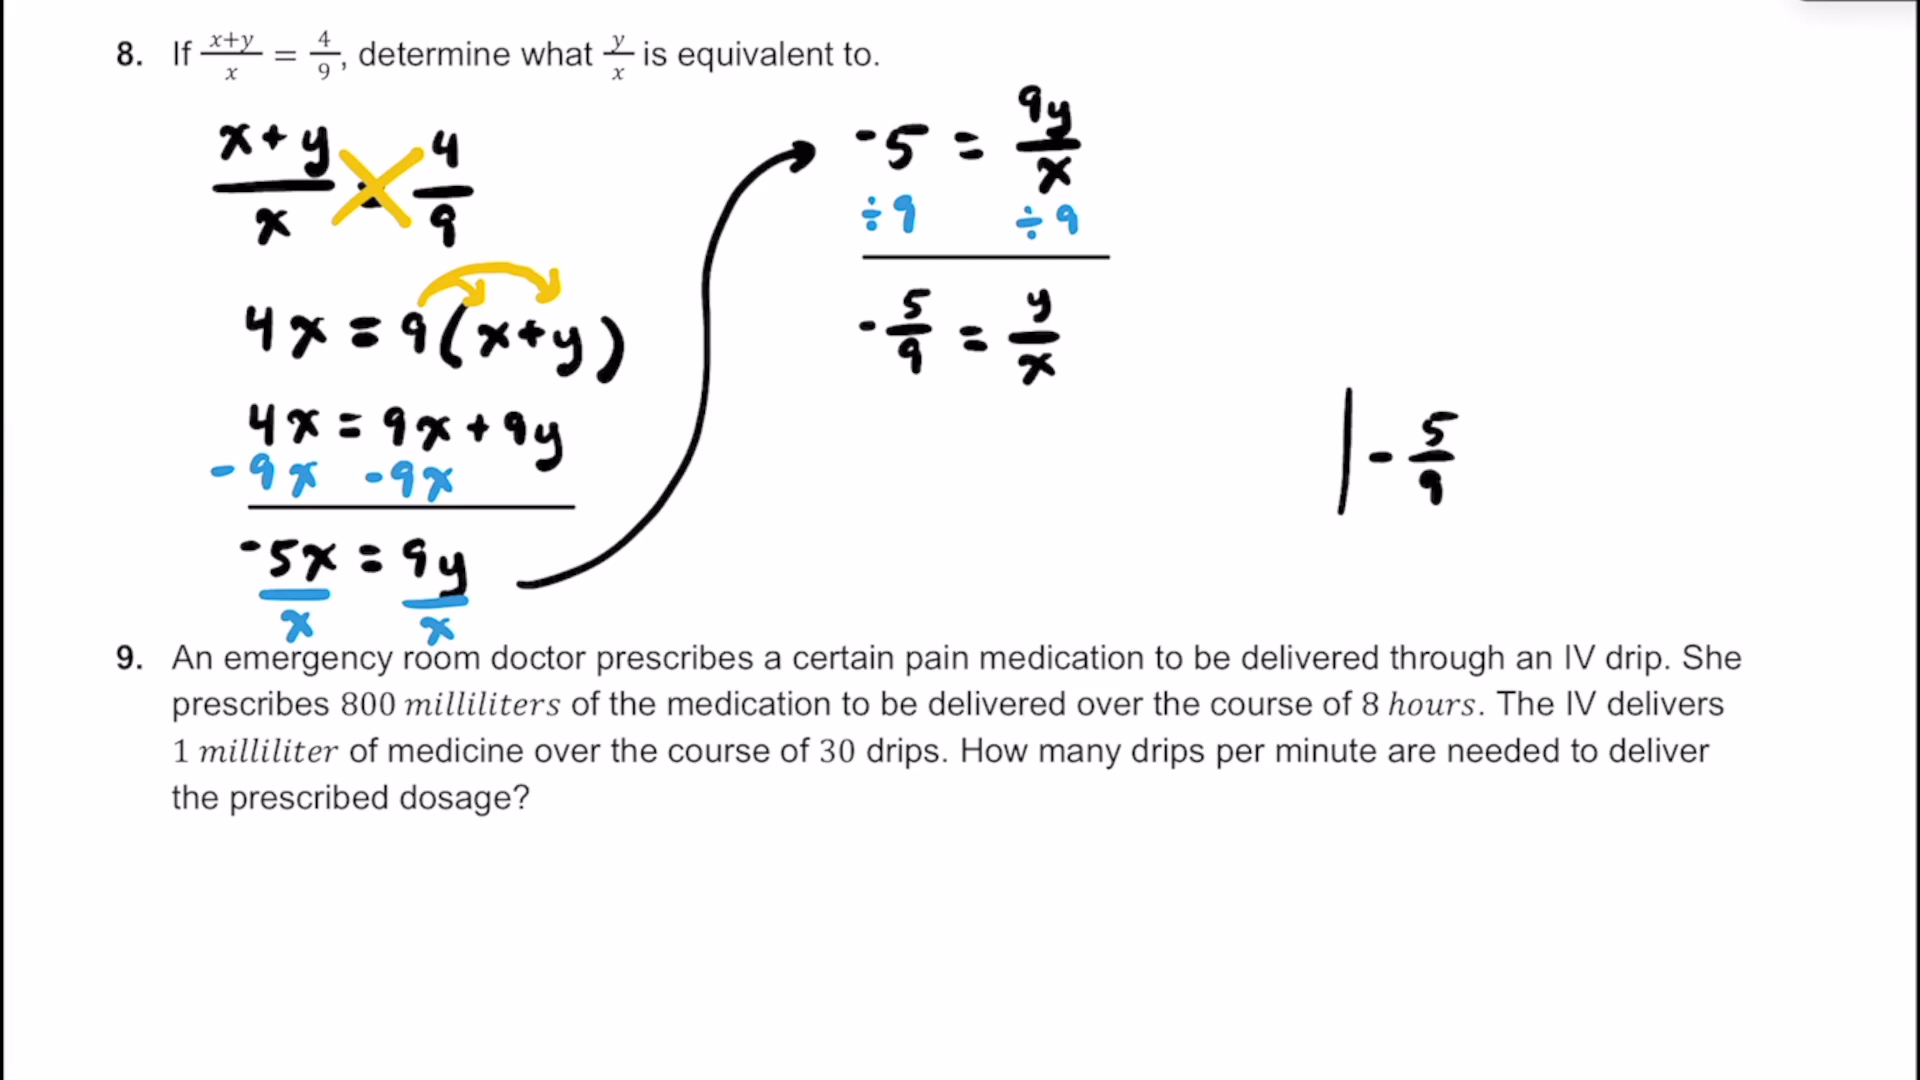 8. If x+y/x = 4/9, determine what y/x is equivalent to.
x+y/x = 4/9
4x = 9(x+y)
4x = 9x + 9y
-9x -9x
-5x = 9y
x x
-5 = 9y/x
÷9 ÷9
-5/9 = y/x
|-5/9
9. An emergency room doctor prescribes a certain pain medication to be delivered through an IV drip. She
prescribes 800 milliliters of the medication to be delivered over the course of 8 hours. The IV delivers
1 milliliter of medicine over the course of 30 drips. How many drips per minute are needed to deliver
the prescribed dosage?